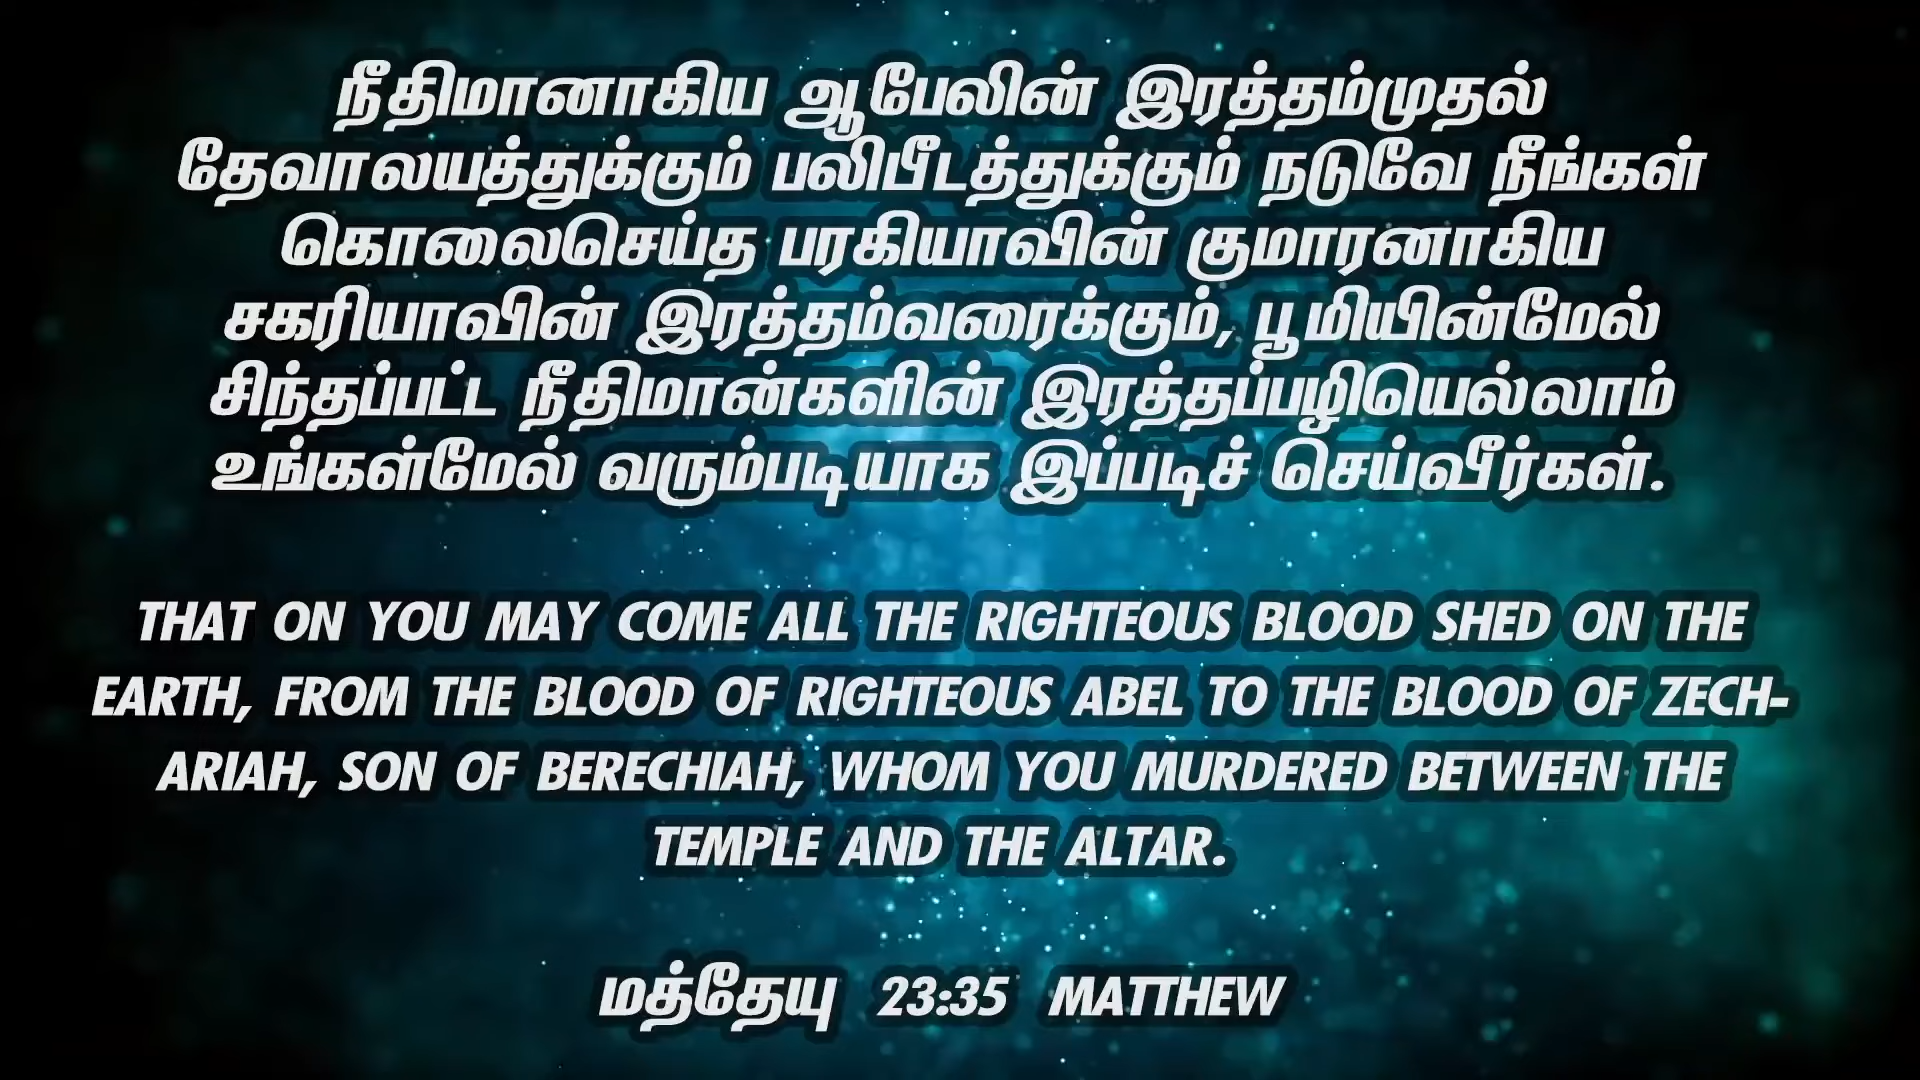 நீதிமானாகிய ஆபேலின் இரத்தம்முதல்
தேவாலயத்துக்கும் பலிபீடத்துக்கும் நடுவே நீங்கள்
கொலைசெய்த பரகியாவின் குமாரனாகிய
சகரியாவின் இரத்தம்வரைக்கும், பூமியின்மேல்
சிந்தப்பட்ட நீதிமான்களின் இரத்தப்பழியெல்லாம்
உங்கள்மேல் வரும்படியாக இப்படிச் செய்வீர்கள்.
THAT ON YOU MAY COME ALL THE RIGHTEOUS BLOOD SHED ON THE
EARTH, FROM THE BLOOD OF RIGHTEOUS ABEL TO THE BLOOD OF ZECH-
ARIAH, SON OF BERECHIAH, WHOM YOU MURDERED BETWEEN THE
TEMPLE AND THE ALTAR.
மத்தேயு 23:35 MATTHEW